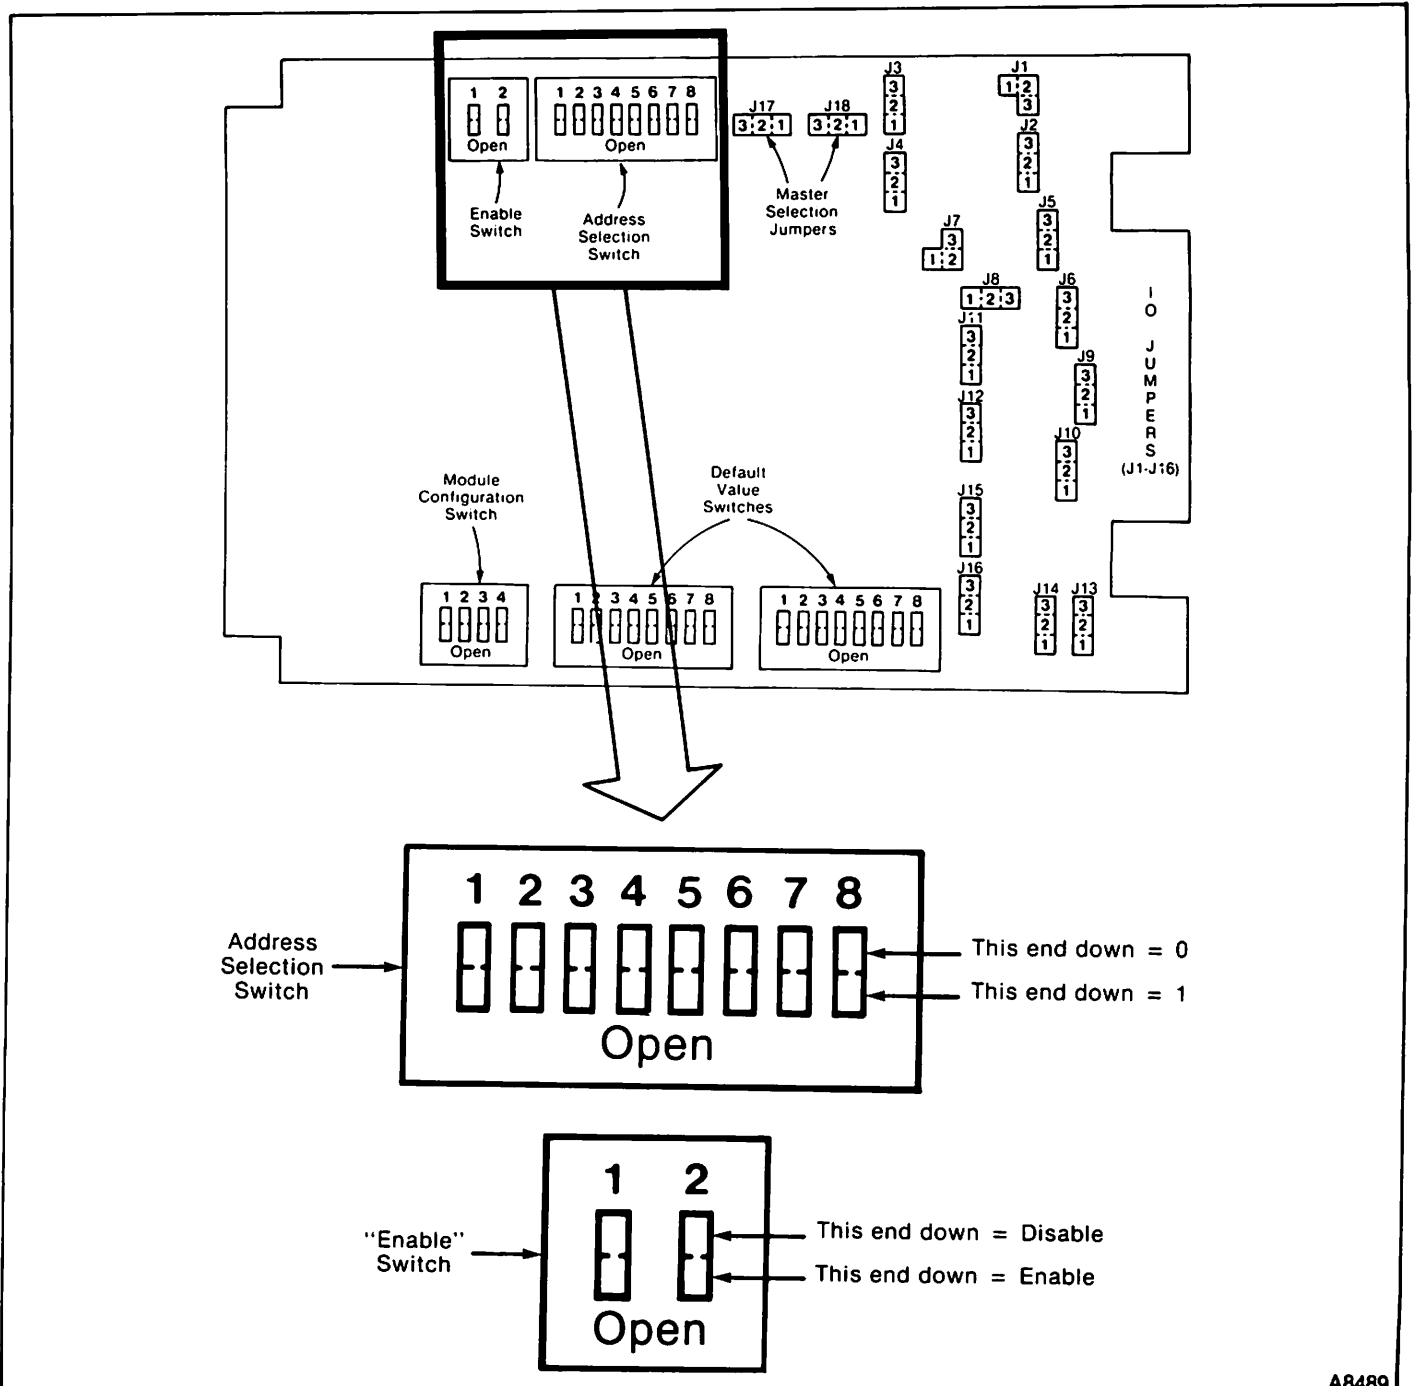 1 2
Open
Enable
Switch
1 2 3 4 5 6 7 8
Open
Address
Selection
Switch
J17
3 2 1
J18
3 2 1
Master
Selection
Jumpers
J3
3
2
1
J4
3
2
1
J1
1 2
3
J2
3
2
1
J5
3
2
1
J7
3
1 2
J8
1 2 3
J6
3
2
1
J11
3
2
1
J9
3
2
1
J12
3
2
1
J10
3
2
1
J15
3
2
1
J16
3
2
1
J14
3
2
1
J13
3
2
1
IO JUMPERS
(J1-J16)
Module
Configuration
Switch
1 2 3 4
Open
Default
Value
Switches
1 2 3 4 5 6 7 8
Open
1 2 3 4 5 6 7 8
Open
Address
Selection
Switch
1 2 3 4 5 6 7 8
Open
This end down = 0
This end down = 1
"Enable"
Switch
1 2
Open
This end down = Disable
This end down = Enable
A8489